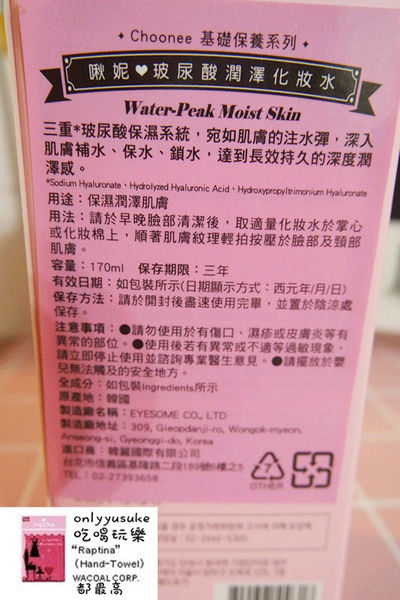 Choonee 基礎保養系列
啾妮♥玻尿酸潤澤化妝水
Water-Peak Moist Skin
三重*玻尿酸保濕系統，宛如肌膚的注水彈，深入
肌膚補水、保水、鎖水，達到長效持久的深度潤
澤感。
*Sodium Hyaluronate、Hydrolyzed Hyaluronic Acid、Hydroxypropyltrimonium Hyaluronate
用途：保濕潤澤肌膚
用法：請於早晚臉部清潔後，取適量化妝水於掌心
或化妝棉上，順著肌膚紋理輕拍按壓於臉部及頸部
肌膚。
容量：170ml 保存期限：三年
有效日期：如包裝所示(日期顯示方式：西元年/月/日)
保存方法：請於開封後盡速使用完畢，並置於陰涼處
保存。
注意事項：●請勿使用於有傷口、濕疹或皮膚炎等有
異常的部位。●使用後若有異常或不適等過敏現象，
請立即停止使用並諮詢專業醫生意見。●請擺放於嬰
兒無法觸及的安全地方。
全成分：如包裝Ingredients所示
原產地：韓國
製造廠名稱：EYESOME CO., LTD
製造廠地址：309, Gieopdanji-ro, Wongok-myeon,
Anseong-si, Gyeonggi-do, Korea
進口商：韓麗國際有限公司
台北市信義區基隆路二段189號6樓之5
TEL：02-27393658
7
OTHER
onlyyusuke
吃喝玩樂
"Raptina"
(Hand-Towel)
WACOAL CORP.
都最高
raptina